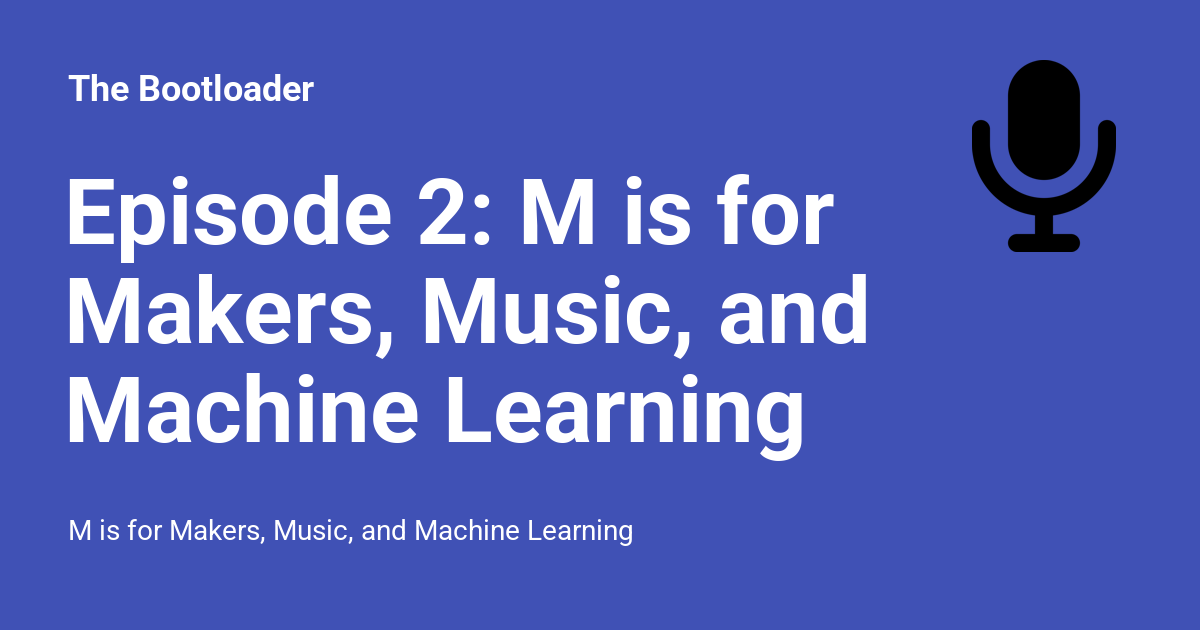 The Bootloader
Episode 2: M is for
Makers, Music, and
Machine Learning
M is for Makers, Music, and Machine Learning